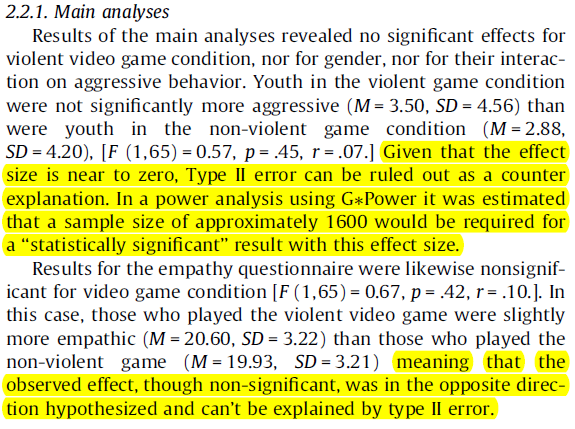 2.2.1. Main analyses
Results of the main analyses revealed no significant effects for
violent video game condition, nor for gender, nor for their interac-
tion on aggressive behavior. Youth in the violent game condition
were not significantly more aggressive (M = 3.50, SD = 4.56) than
were youth in the non-violent game condition (M = 2.88,
SD = 4.20), [F (1,65) = 0.57, p = .45, r = .07.] Given that the effect
size is near to zero, Type II error can be ruled out as a counter
explanation. In a power analysis using G∗Power it was estimated
that a sample size of approximately 1600 would be required for
a “statistically significant” result with this effect size.
Results for the empathy questionnaire were likewise nonsignif-
icant for video game condition [F (1,65) = 0.67, p = .42, r = .10.]. In
this case, those who played the violent video game were slightly
more empathic (M = 20.60, SD = 3.22) than those who played the
non-violent game (M = 19.93, SD = 3.21) meaning that the
observed effect, though non-significant, was in the opposite direc-
tion hypothesized and can’t be explained by type II error.